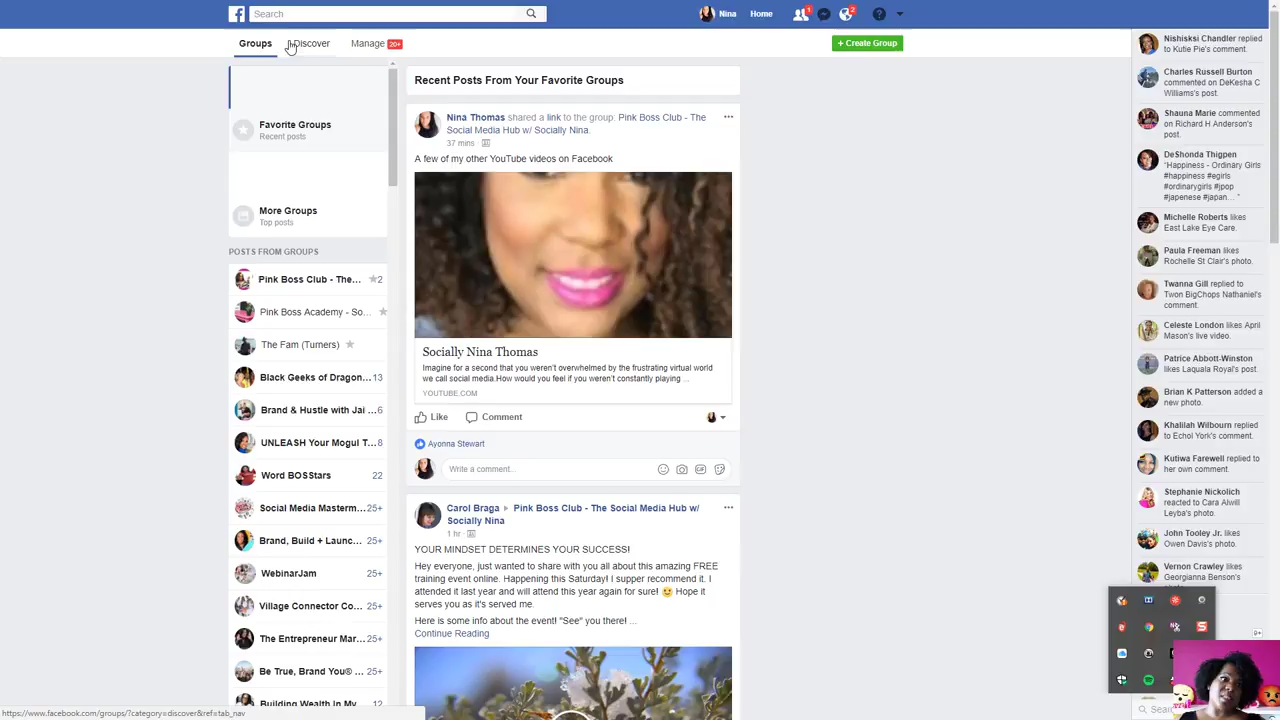 Search
Nina
Home
1
2
Groups
Discover
Manage
20+
+ Create Group
Favorite Groups
Recent posts
More Groups
Top posts
POSTS FROM GROUPS
Pink Boss Club - The...
2
Pink Boss Academy - So...
The Fam (Turners)
Black Geeks of Dragon...
13
Brand & Hustle with Jai ...
6
UNLEASH Your Mogul T...
8
Word BOSStars
22
Social Media Masterm...
25+
Brand, Build + Launc...
25+
WebinarJam
25+
Village Connector Co...
25+
The Entrepreneur Mar...
25+
Be True, Brand You® ...
25+
Building Wealth In My
12
https://www.facebook.com/groups/?category=discover&ref=tab_nav
Recent Posts From Your Favorite Groups
Nina Thomas shared a link to the group: Pink Boss Club - The
Social Media Hub w/ Socially Nina.
37 mins
A few of my other YouTube videos on Facebook
Socially Nina Thomas
Imagine for a second that you weren't overwhelmed by the frustrating virtual world
we call social media.How would you feel if you weren't constantly playing ...
YOUTUBE.COM
Like
Comment
Ayonna Stewart
Write a comment...
GIF
Carol Braga
Pink Boss Club - The Social Media Hub w/
Socially Nina
1 hr
YOUR MINDSET DETERMINES YOUR SUCCESS!
Hey everyone, just wanted to share with you all about this amazing FREE
training event online. Happening this Saturday! I supper recommend it. I
attended it last year and will attend this year again for sure! Hope it
serves you as it's served me.
Here is some info about the event! "See" you there! ...
Continue Reading
Nishisksi Chandler replied
to Kutie Pie's comment.
Charles Russell Burton
commented on DeKesha C
Williams's post.
Shauna Marie commented
on Richard H Anderson's
post.
DeShonda Thigpen
"Happiness - Ordinary Girls
#happiness #egirls
#ordinarygirls #jpop
#japenese #japan... "
Michelle Roberts likes
East Lake Eye Care.
Paula Freeman likes
Rochelle St Clair's photo.
Twanna Gill replied to
Twon BigChops Nathaniel's
comment.
Celeste London likes April
Mason's live video.
Patrice Abbott-Winston
likes Laquala Royal's post.
Brian K Patterson added a
new photo.
Khalilah Wilbourn replied
to Echol York's comment.
Kutiwa Farewell replied to
her own comment.
Stephanie Nickolich
reacted to Cara Alwill
Leyba's photo.
John Tooley Jr. likes
Owen Davis's photo.
Vernon Crawley likes
Georgianna Benson's